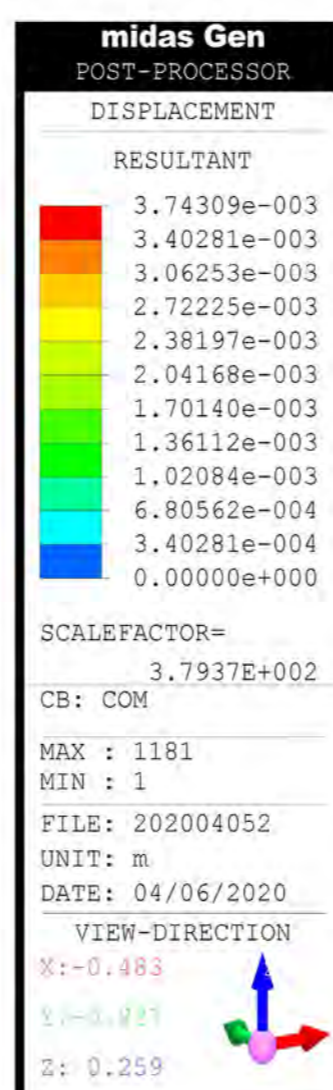 midas Gen
POST-PROCESSOR
DISPLACEMENT
RESULTANT
3.74309e-003
3.40281e-003
3.06253e-003
2.72225e-003
2.38197e-003
2.04168e-003
1.70140e-003
1.36112e-003
1.02084e-003
6.80562e-004
3.40281e-004
0.00000e+000
SCALEFACTOR=
3.7937E+002
CB: COM
MAX : 1181
MIN : 1
FILE: 202004052
UNIT: m
DATE: 04/06/2020
VIEW-DIRECTION
X:-0.483
Z: 0.259